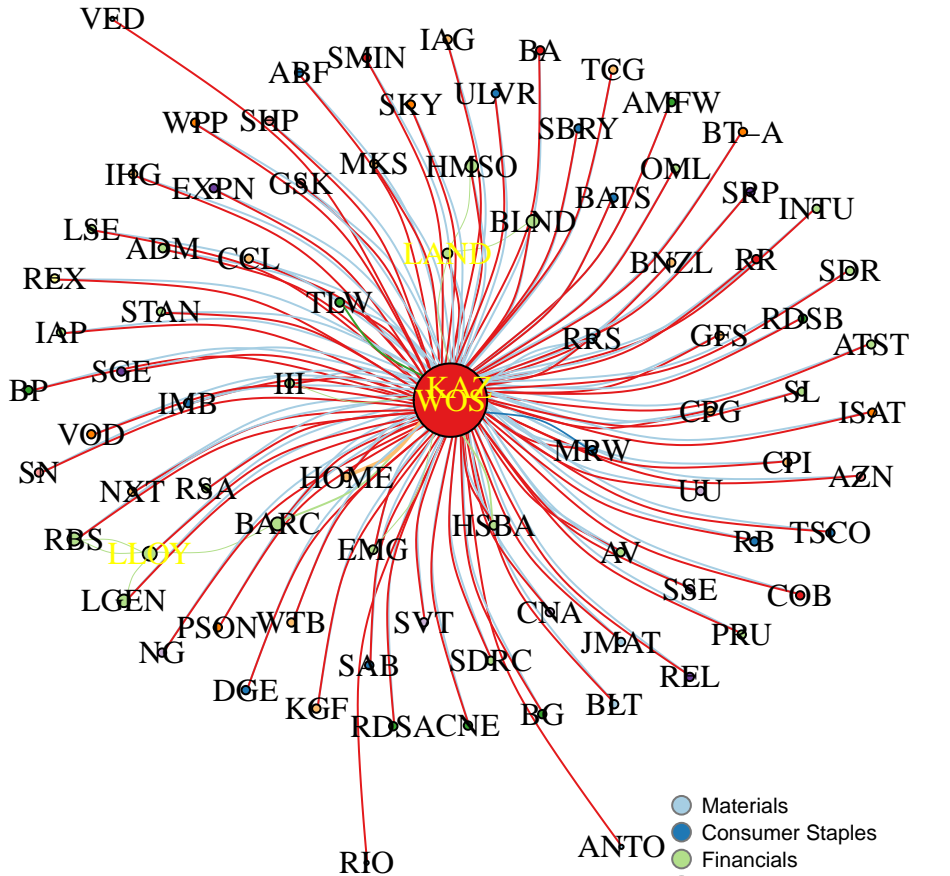 VED
IAG
BA
SMIN
TCG
ABF
SKY
ULVR
AMFW
WPP
SHP
SBRY
BT–A
MKS
HMSO
OML
IHG
EXPN
GSK
BATS
SRP
INTU
LSE
BLND
ADM
CCL
LAND
BNZL
RR
SDR
REX
TLW
STAN
RDSB
IAP
RRS
GFS
ATST
SGE
III
KAZ
SL
BP
IMB
WOS
CPG
ISAT
VOD
MRW
SN
HOME
CPI
AZN
NXT
RSA
UU
BARC
HSBA
TSCO
RBS
LLOY
EMG
AV
RB
LGEN
SSE
COB
CNA
PSON
WTB
SVT
JMAT
PRU
NG
SAB
SDRC
REL
DGE
KGF
RDSA
CNE
BG
BLT
RIO
ANTO
Materials
Consumer Staples
Financials